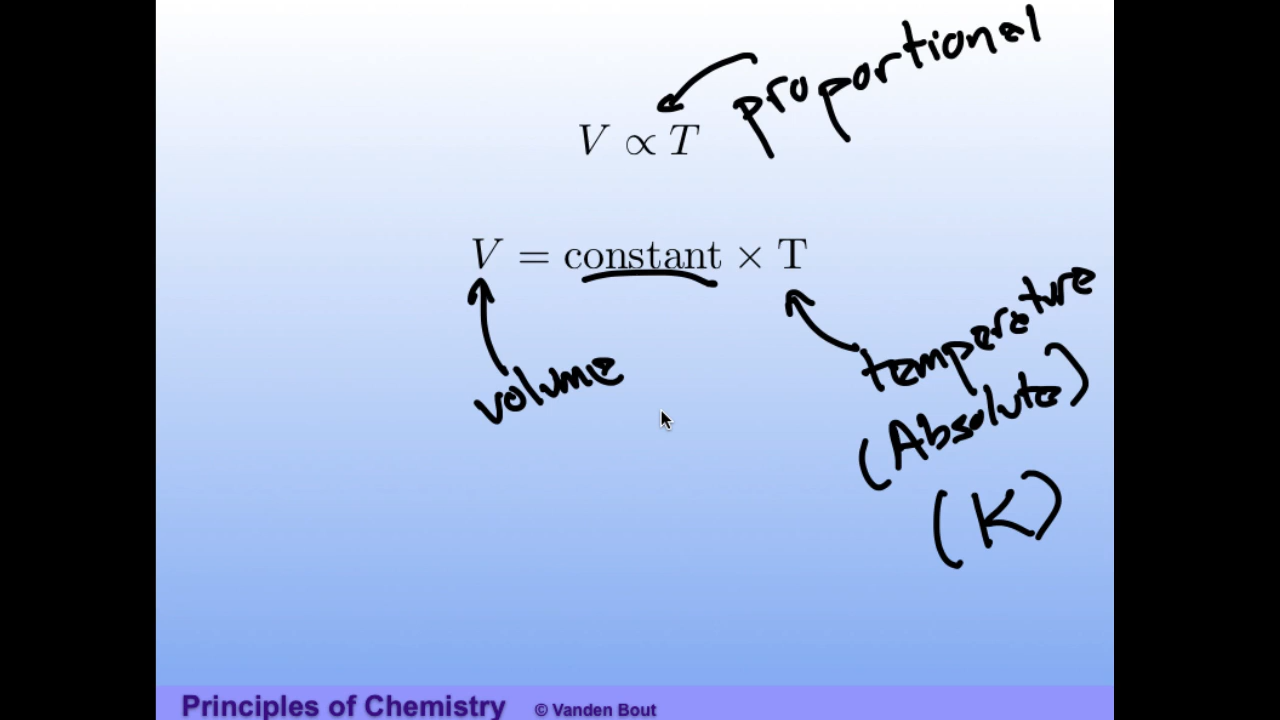 proportional
V ∝ T
V = constant × T
temperature
volume
(Absolute)
(K)
Principles of Chemistry © Vanden Bout